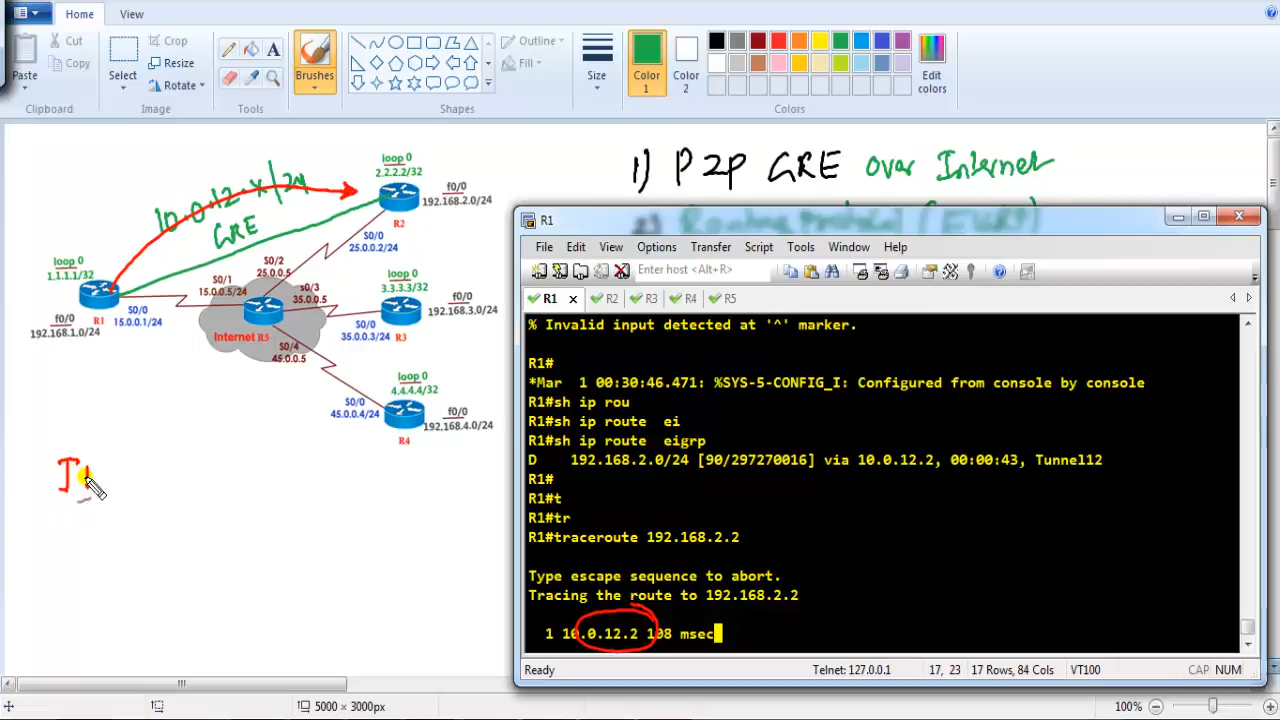 Home
View
Paste
Cut
Copy
Clipboard
Select
Crop
Resize
Rotate
Image
Tools
Brushes
Shapes
Outline
Fill
Size
Color 1
Color 2
Edit colors
Colors
1) P2P GRE over Internet
loop 0
2.2.2.2/32
f0/0
192.168.2.0/24
R2
S0/0
25.0.0.2/24
10.0.12.x/24
GRE
loop 0
1.1.1.1/32
R1
f0/0
192.168.1.0/24
S0/0
15.0.0.1/24
S0/1
15.0.0.5/24
S0/2
25.0.0.5
s0/3
35.0.0.5
Internet R5
S0/4
45.0.0.5
loop 0
3.3.3.3/32
f0/0
192.168.3.0/24
S0/0
35.0.0.3/24
R3
loop 0
4.4.4.4/32
S0/0
45.0.0.4/24
f0/0
192.168.4.0/24
R4
R1
File Edit View Options Transfer Script Tools Window Help
Enter host <Alt+R>
R1 R2 R3 R4 R5
% Invalid input detected at '^' marker.
R1#
*Mar 1 00:30:46.471: %SYS-5-CONFIG_I: Configured from console by console
R1#sh ip rou
R1#sh ip route ei
R1#sh ip route eigrp
D 192.168.2.0/24 [90/297270016] via 10.0.12.2, 00:00:43, Tunnel12
R1#
R1#t
R1#tr
R1#traceroute 192.168.2.2
Type escape sequence to abort.
Tracing the route to 192.168.2.2
1 10.0.12.2 108 msec
Ready
Telnet: 127.0.0.1
17, 23
17 Rows, 84 Cols
VT100
CAP NUM
5000 × 3000px
100%